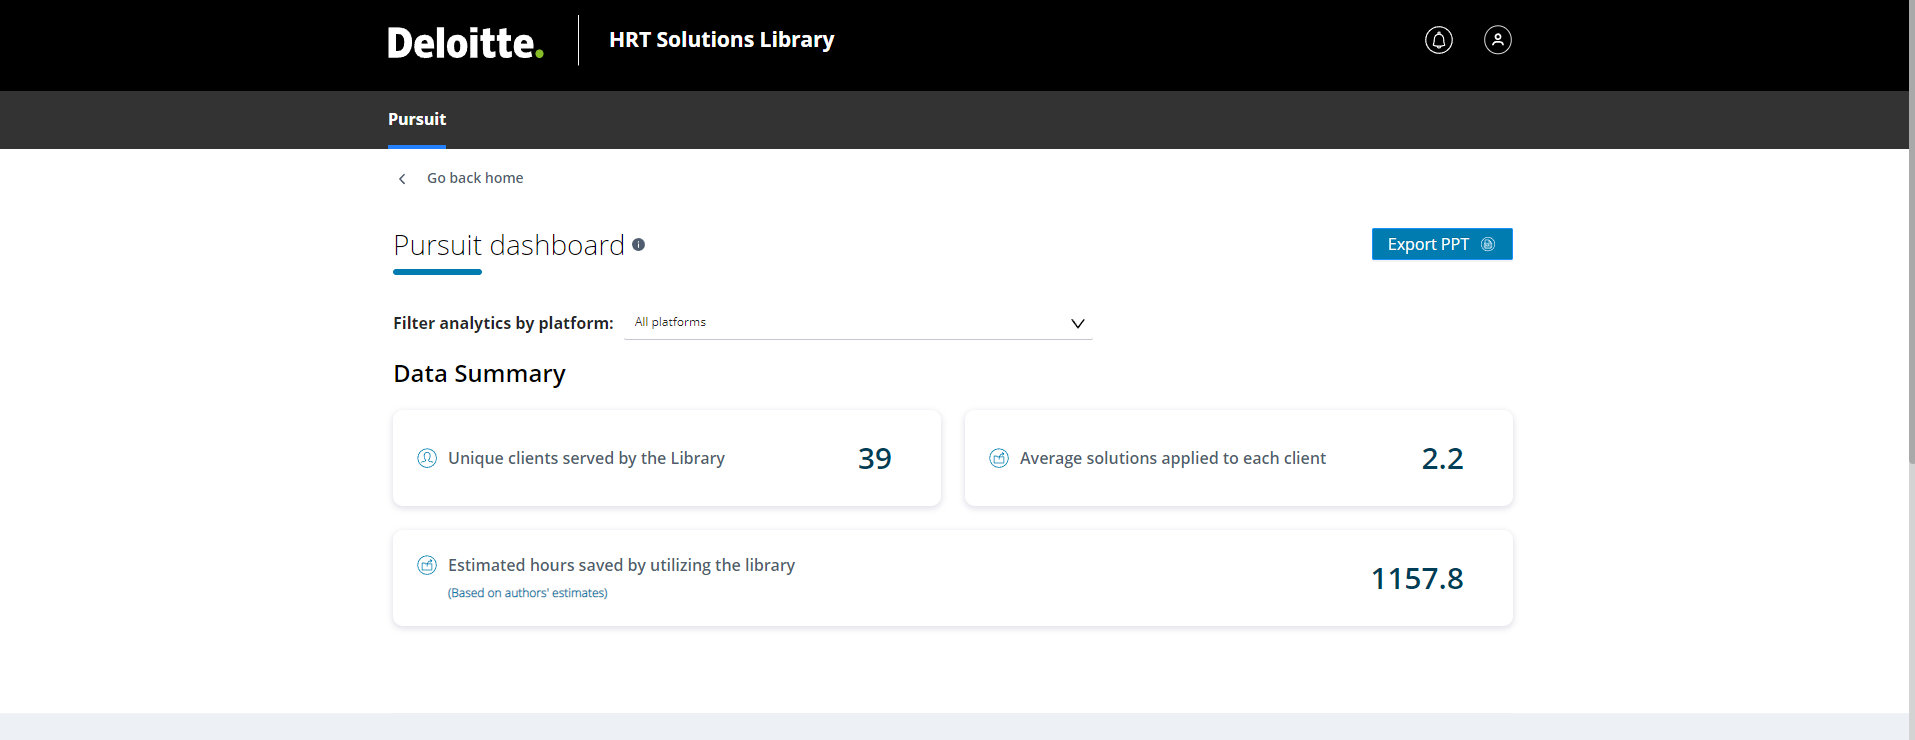 Deloitte.
HRT Solutions Library
Pursuit
Go back home
Pursuit dashboard
Export PPT
Filter analytics by platform:
All platforms
Data Summary
Unique clients served by the Library
39
Average solutions applied to each client
2.2
Estimated hours saved by utilizing the library
(Based on authors' estimates)
1157.8